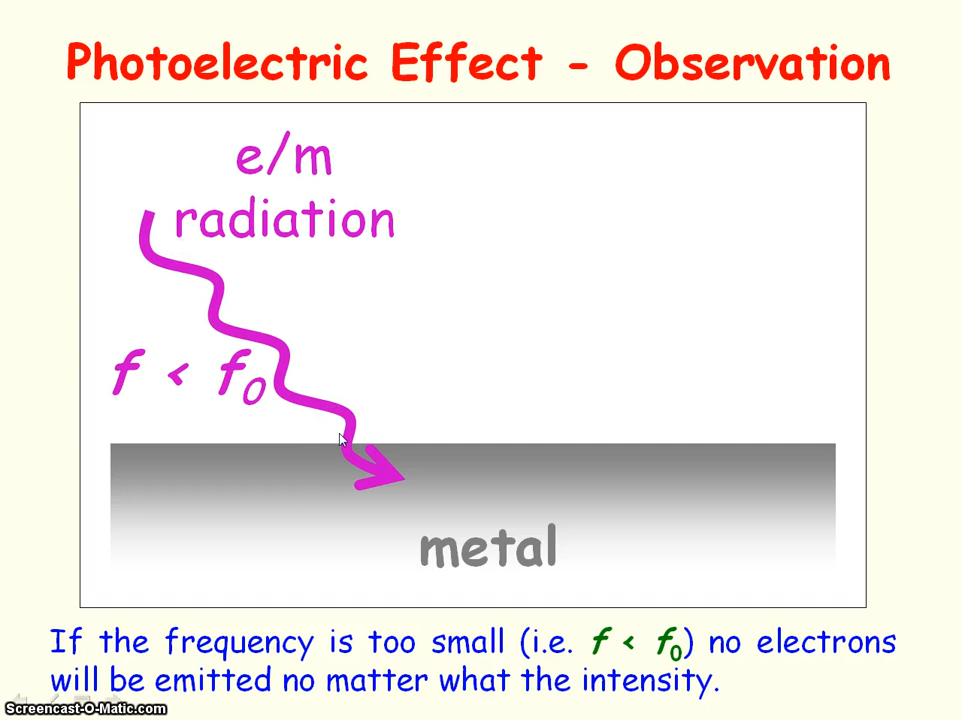 Photoelectric Effect - Observation
e/m
radiation
f < f₀
metal
If the frequency is too small (i.e. f < f₀) no electrons
will be emitted no matter what the intensity.
Screencast-O-Matic.com